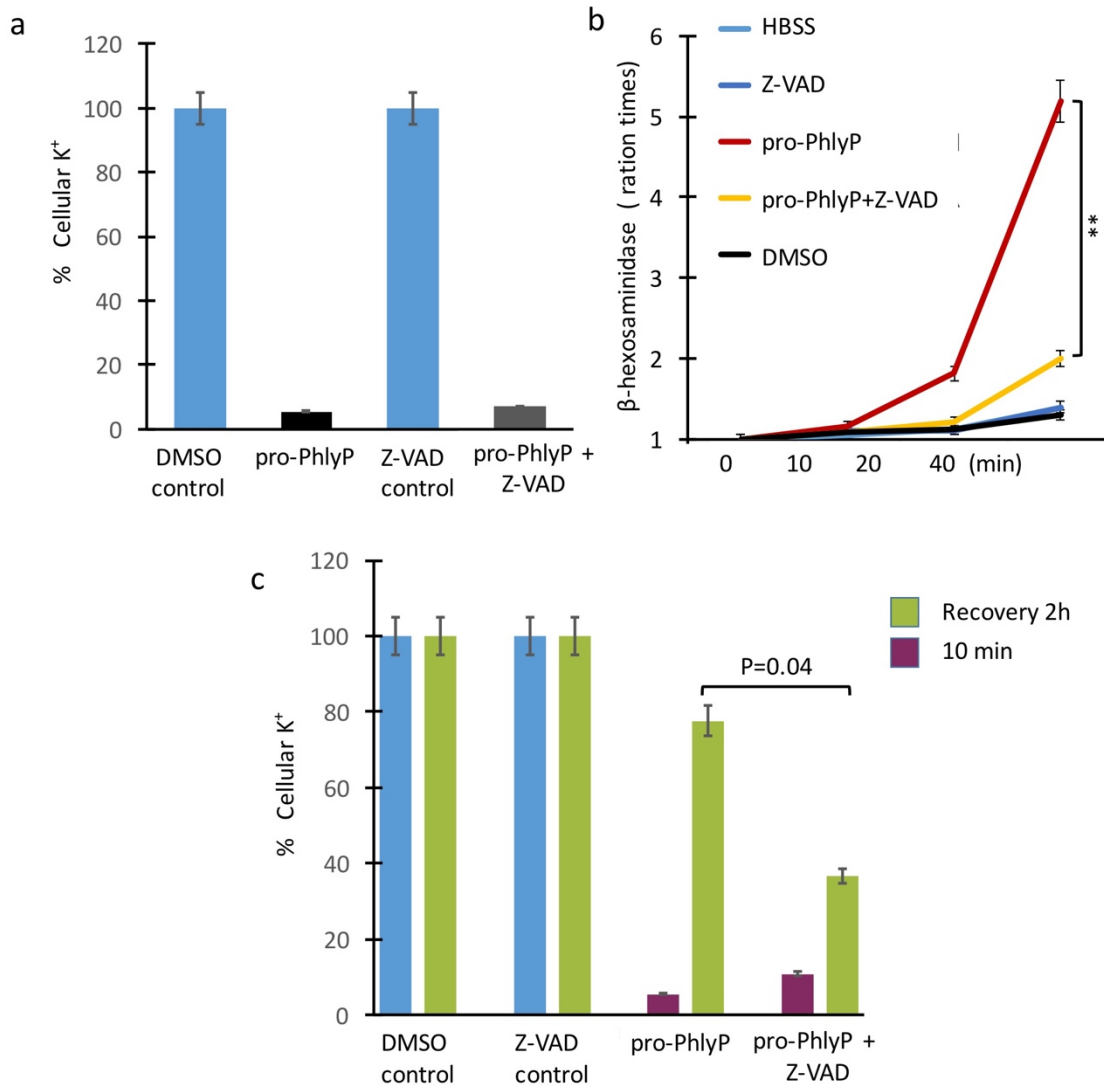 a
120
100
80
60
40
20
0
% Cellular K⁺
DMSO
control
pro-PhlyP
Z-VAD
control
pro-PhlyP +
Z-VAD
b
6
5
4
3
2
1
β-hexosaminidase ( ration times)
HBSS
Z-VAD
pro-PhlyP
pro-PhlyP+Z-VAD
DMSO
**
0 10 20 40 (min)
c
120
100
80
60
40
20
0
% Cellular K⁺
Recovery 2h
10 min
P=0.04
DMSO
control
Z-VAD
control
pro-PhlyP
pro-PhlyP +
Z-VAD